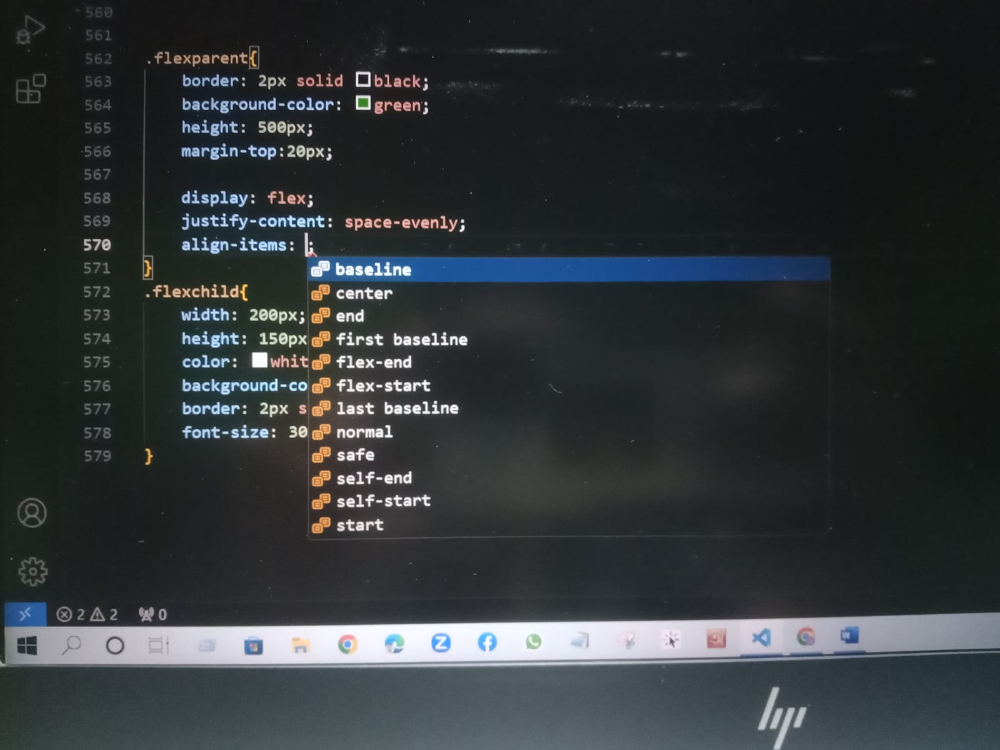 560
561
562 .flexparent{
563 border: 2px solid black;
564 background-color: green;
565 height: 500px;
566 margin-top:20px;
567
568 display: flex;
569 justify-content: space-evenly;
570 align-items: ;
571 }
baseline
572 .flexchild{
center
573 width: 200px;
end
574 height: 150px
first baseline
575 color: whit
flex-end
576 background-co
flex-start
577 border: 2px s
last baseline
578 font-size: 30
normal
579 }
safe
self-end
self-start
start
2 2 0
hp